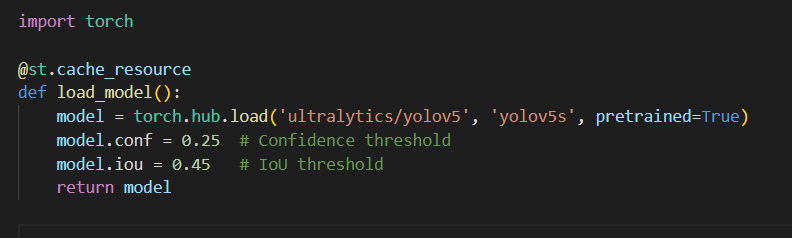 import torch
@st.cache_resource
def load_model():
    model = torch.hub.load('ultralytics/yolov5', 'yolov5s', pretrained=True)
    model.conf = 0.25  # Confidence threshold
    model.iou = 0.45   # IoU threshold
    return model